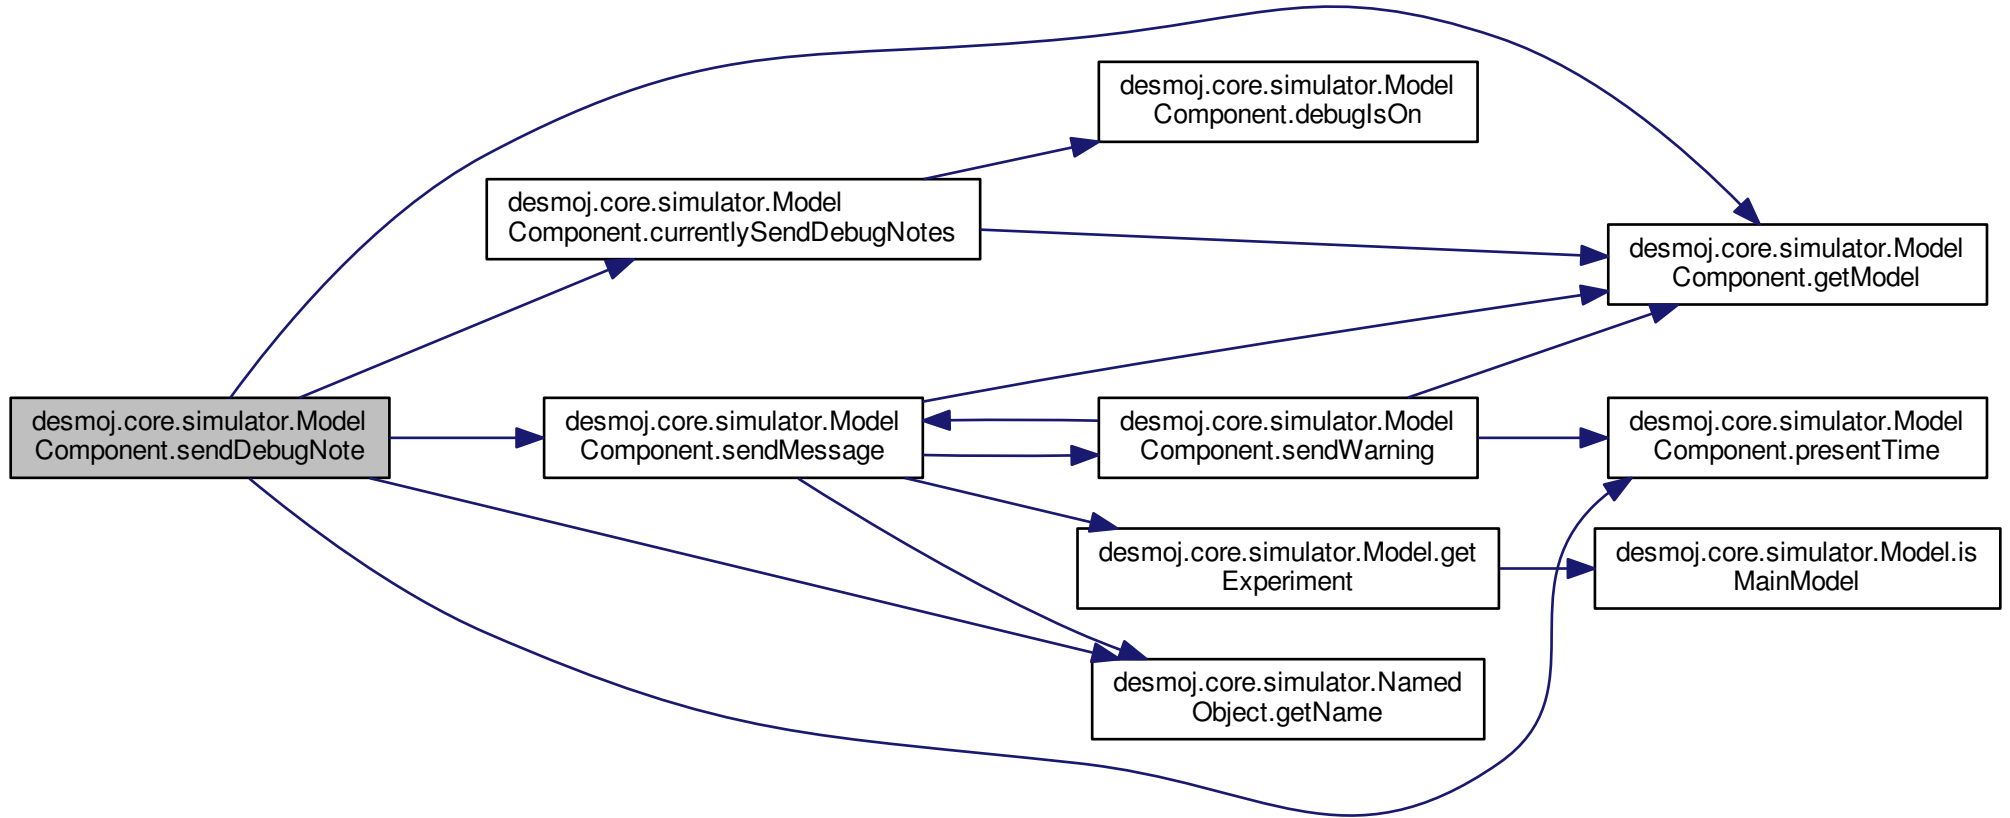 desmoj.core.simulator.Model
Component.debugIsOn
desmoj.core.simulator.Model
Component.currentlySendDebugNotes
desmoj.core.simulator.Model
Component.getModel
desmoj.core.simulator.Model
Component.sendDebugNote
desmoj.core.simulator.Model
Component.sendMessage
desmoj.core.simulator.Model
Component.sendWarning
desmoj.core.simulator.Model
Component.presentTime
desmoj.core.simulator.Model.get
Experiment
desmoj.core.simulator.Model.is
MainModel
desmoj.core.simulator.Named
Object.getName